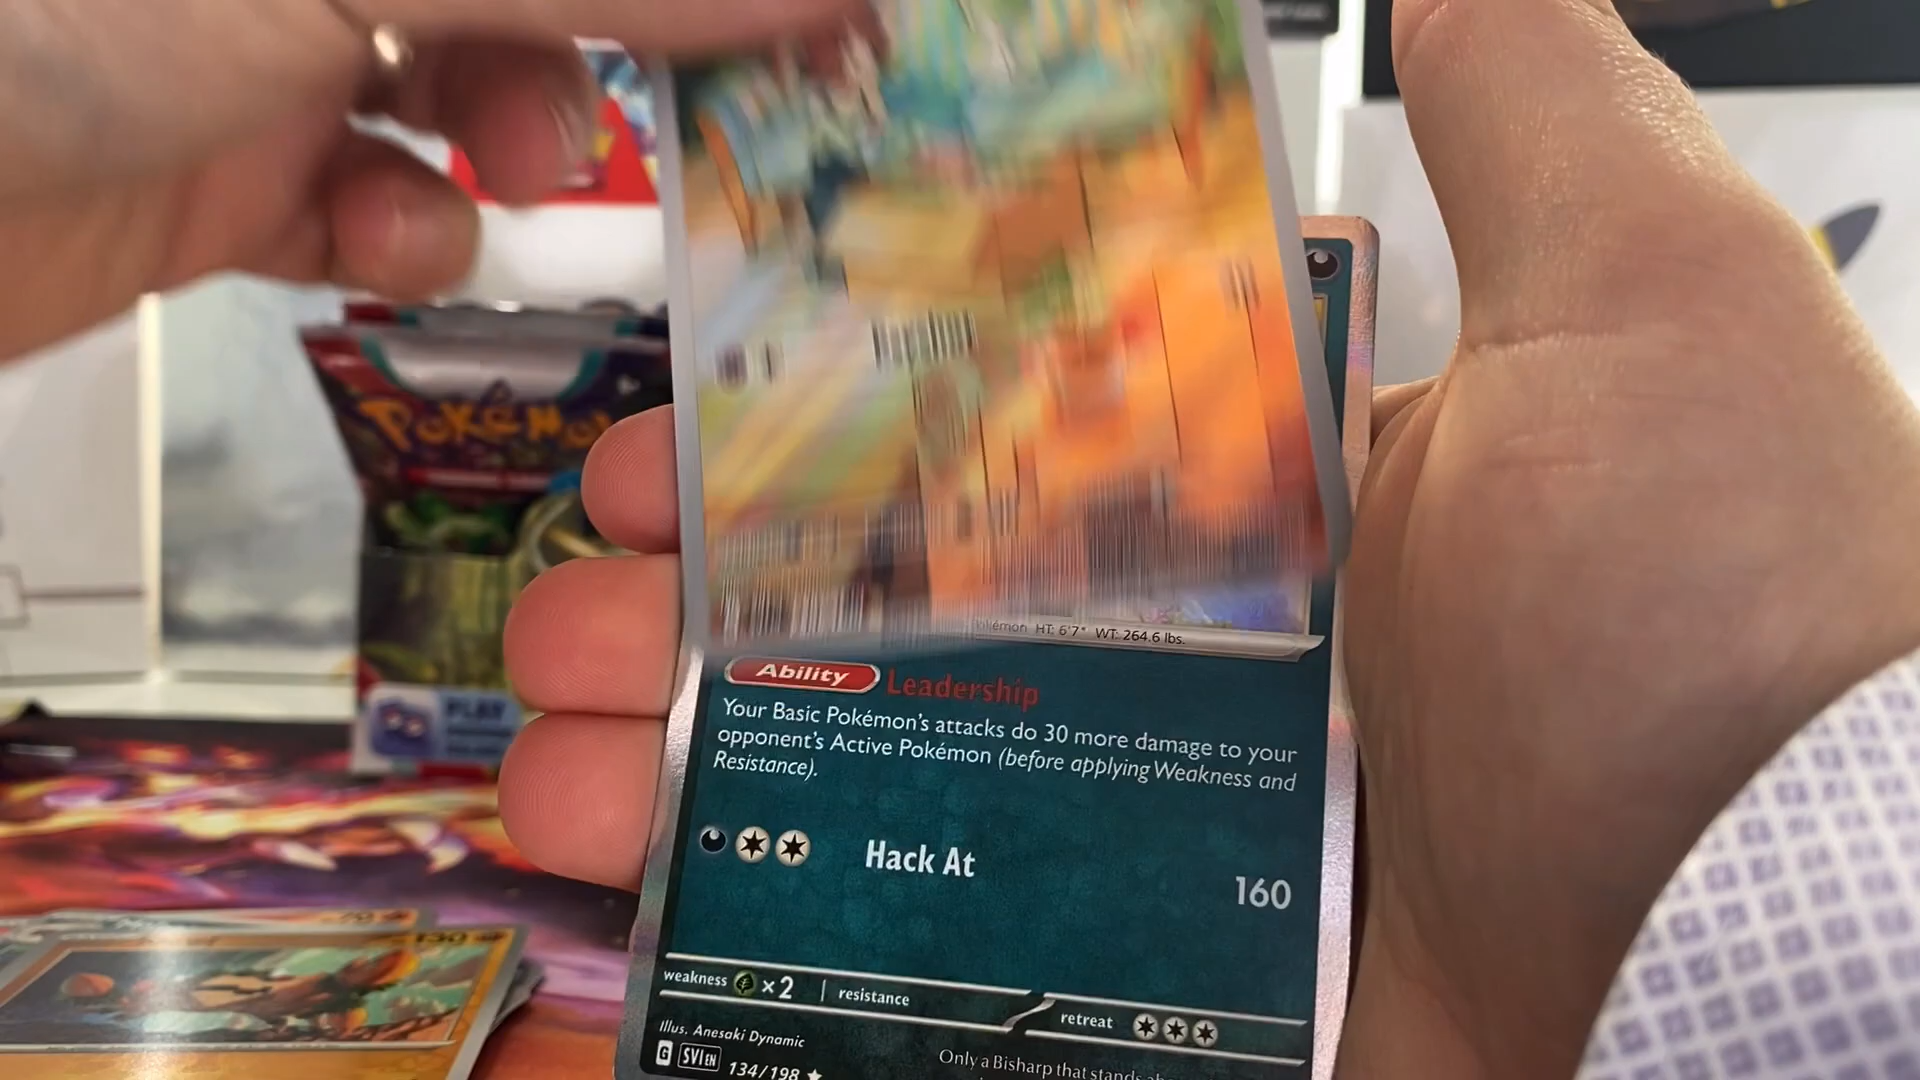 POKéMON
PLAY
Pokémon HT: 6'7" WT: 264.6 lbs.
Ability Leadership
Your Basic Pokémon's attacks do 30 more damage to your
opponent's Active Pokémon (before applying Weakness and
Resistance).
Hack At
160
weakness ×2 resistance
retreat
Illus. Anesaki Dynamic
G SVI EN 134/198 ★
Only a Bisharp that stands
70
130